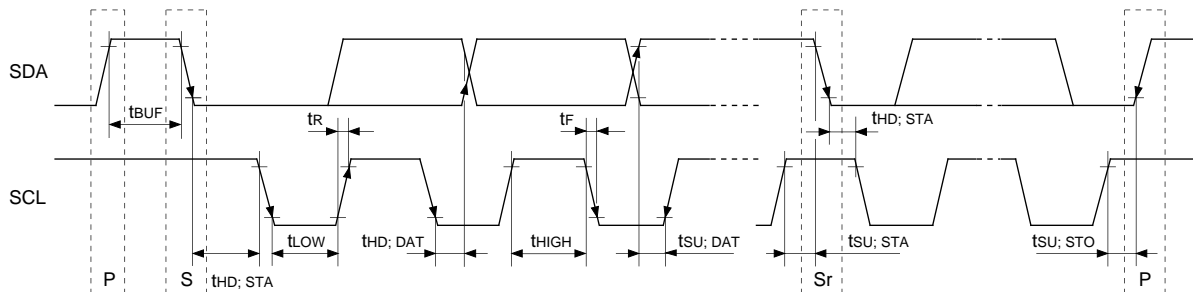 SDA
tBUF
tR
tF
tHD; STA
SCL
tLOW
tHD; DAT
tHIGH
tSU; DAT
tSU; STA
tSU; STO
P
S
tHD; STA
Sr
P